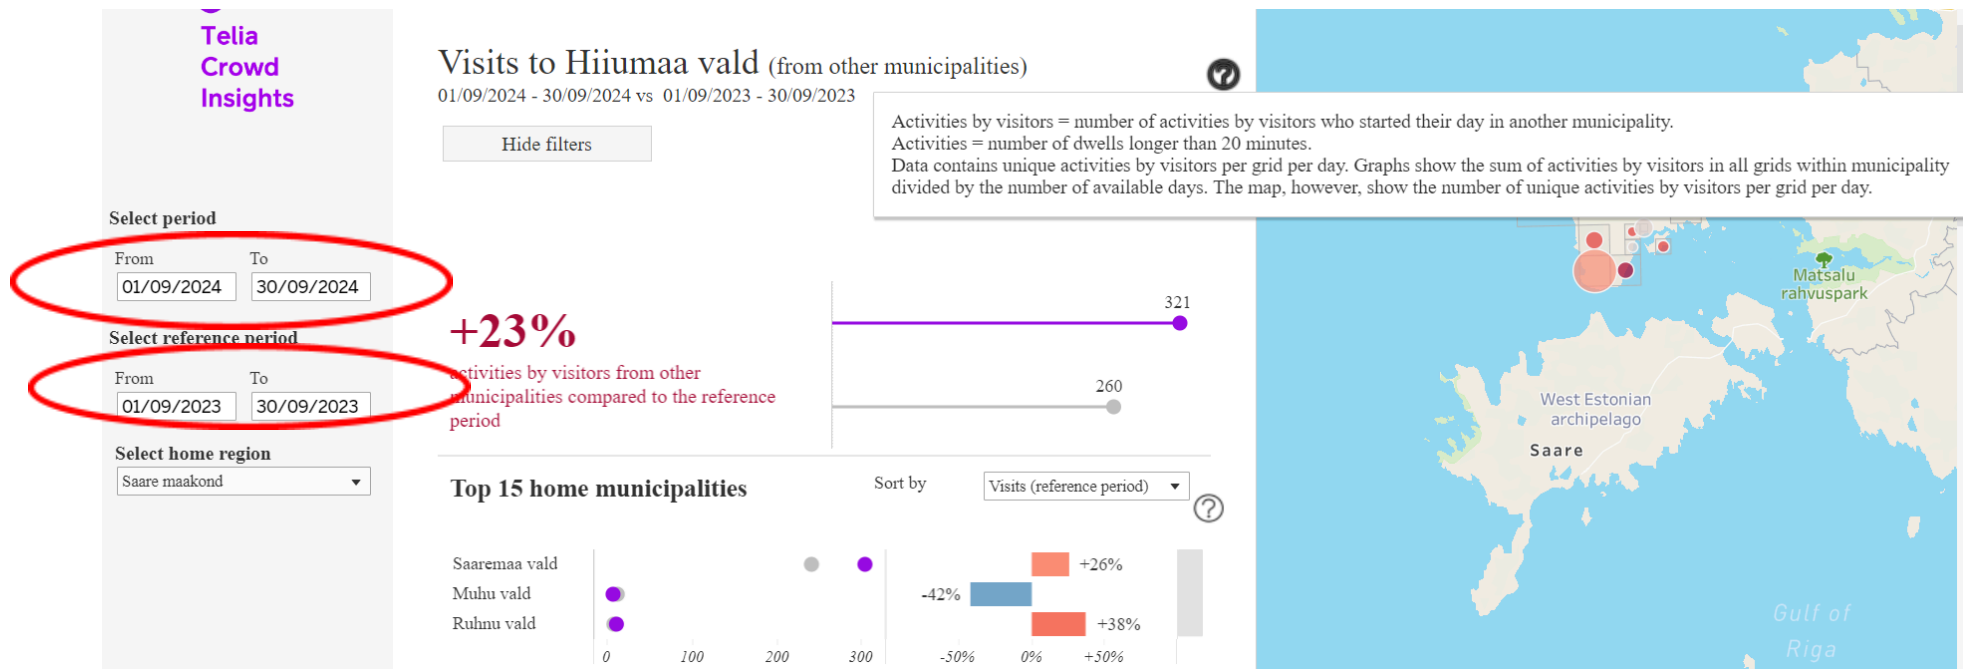 Telia
Crowd
Insights
Select period
From To
01/09/2024 30/09/2024
Select reference period
From To
01/09/2023 30/09/2023
Select home region
Saare maakond
Visits to Hiiumaa vald (from other municipalities)
01/09/2024 - 30/09/2024 vs 01/09/2023 - 30/09/2023
Hide filters
?
Activities by visitors = number of activities by visitors who started their day in another municipality.
Activities = number of dwells longer than 20 minutes.
Data contains unique activities by visitors per grid per day. Graphs show the sum of activities by visitors in all grids within municipality
divided by the number of available days. The map, however, show the number of unique activities by visitors per grid per day.
+23%
activities by visitors from other
municipalities compared to the reference
period
321
260
Top 15 home municipalities
Sort by
Visits (reference period)
?
Saaremaa vald +26%
Muhu vald -42%
Ruhnu vald +38%
0 100 200 300 -50% 0% +50%
Matsalu
rahvuspark
West Estonian
archipelago
Saare
Gulf of
Riga